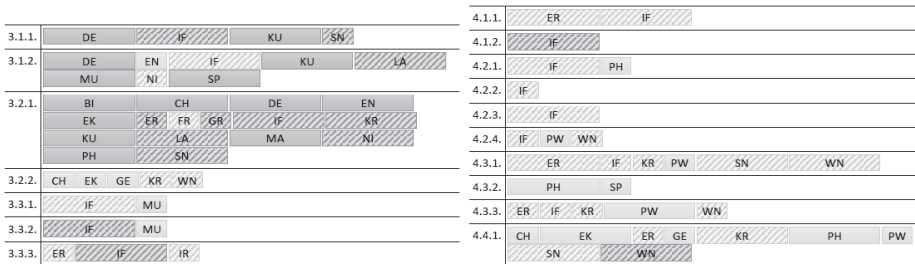 3.1.1. DE IF KU SN
3.1.2. DE EN IF KU LA
MU NI SP
3.2.1. BI CH DE EN
EK ER FR GR IF KR
KU LA MA NI
PH SN
3.2.2. CH EK GE KR WN
3.3.1. IF MU
3.3.2. IF MU
3.3.3. ER IF IR
4.1.1. ER IF
4.1.2. IF
4.2.1. IF PH
4.2.2. IF
4.2.3. IF
4.2.4. IF PW WN
4.3.1. ER IF KR PW SN WN
4.3.2. PH SP
4.3.3. ER IF KR PW WN
4.4.1. CH EK ER GE KR PH PW
SN WN